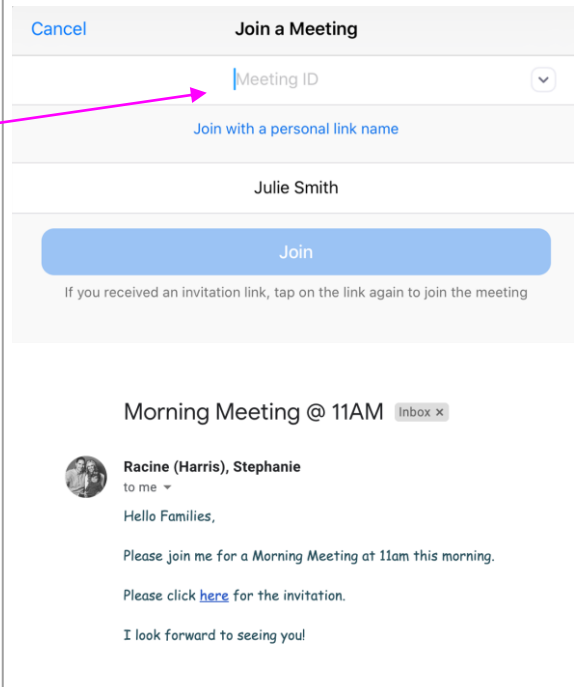 Cancel Join a Meeting
Meeting ID
Join with a personal link name
Julie Smith
Join
If you received an invitation link, tap on the link again to join the meeting
Morning Meeting @ 11AM Inbox x
Racine (Harris), Stephanie
to me
Hello Families,
Please join me for a Morning Meeting at 11am this morning.
Please click here for the invitation.
I look forward to seeing you!